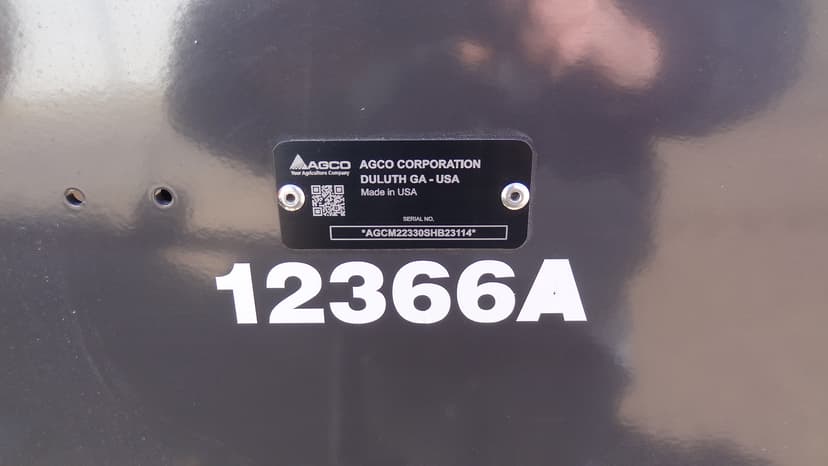 AGCO
Your Agriculture Company
AGCO CORPORATION
DULUTH GA - USA
Made in USA
SERIAL NO.
*AGCM22330SHB23114*
12366A